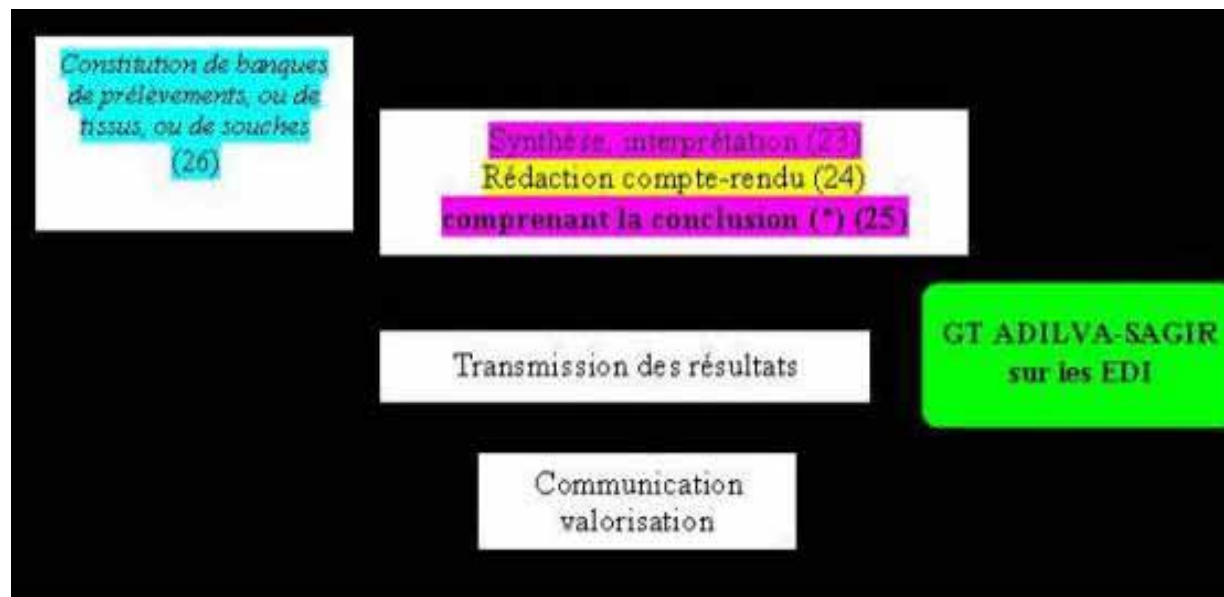 Constitution de banques
de prélèvements, ou de
tissus, ou de souches
(26)
Synthèse, interprétation (23)
Rédaction compte-rendu (24)
comprenant la conclusion (*) (25)
GT ADILVA-SAGIR
sur les EDI
Transmission des résultats
Communication
valorisation